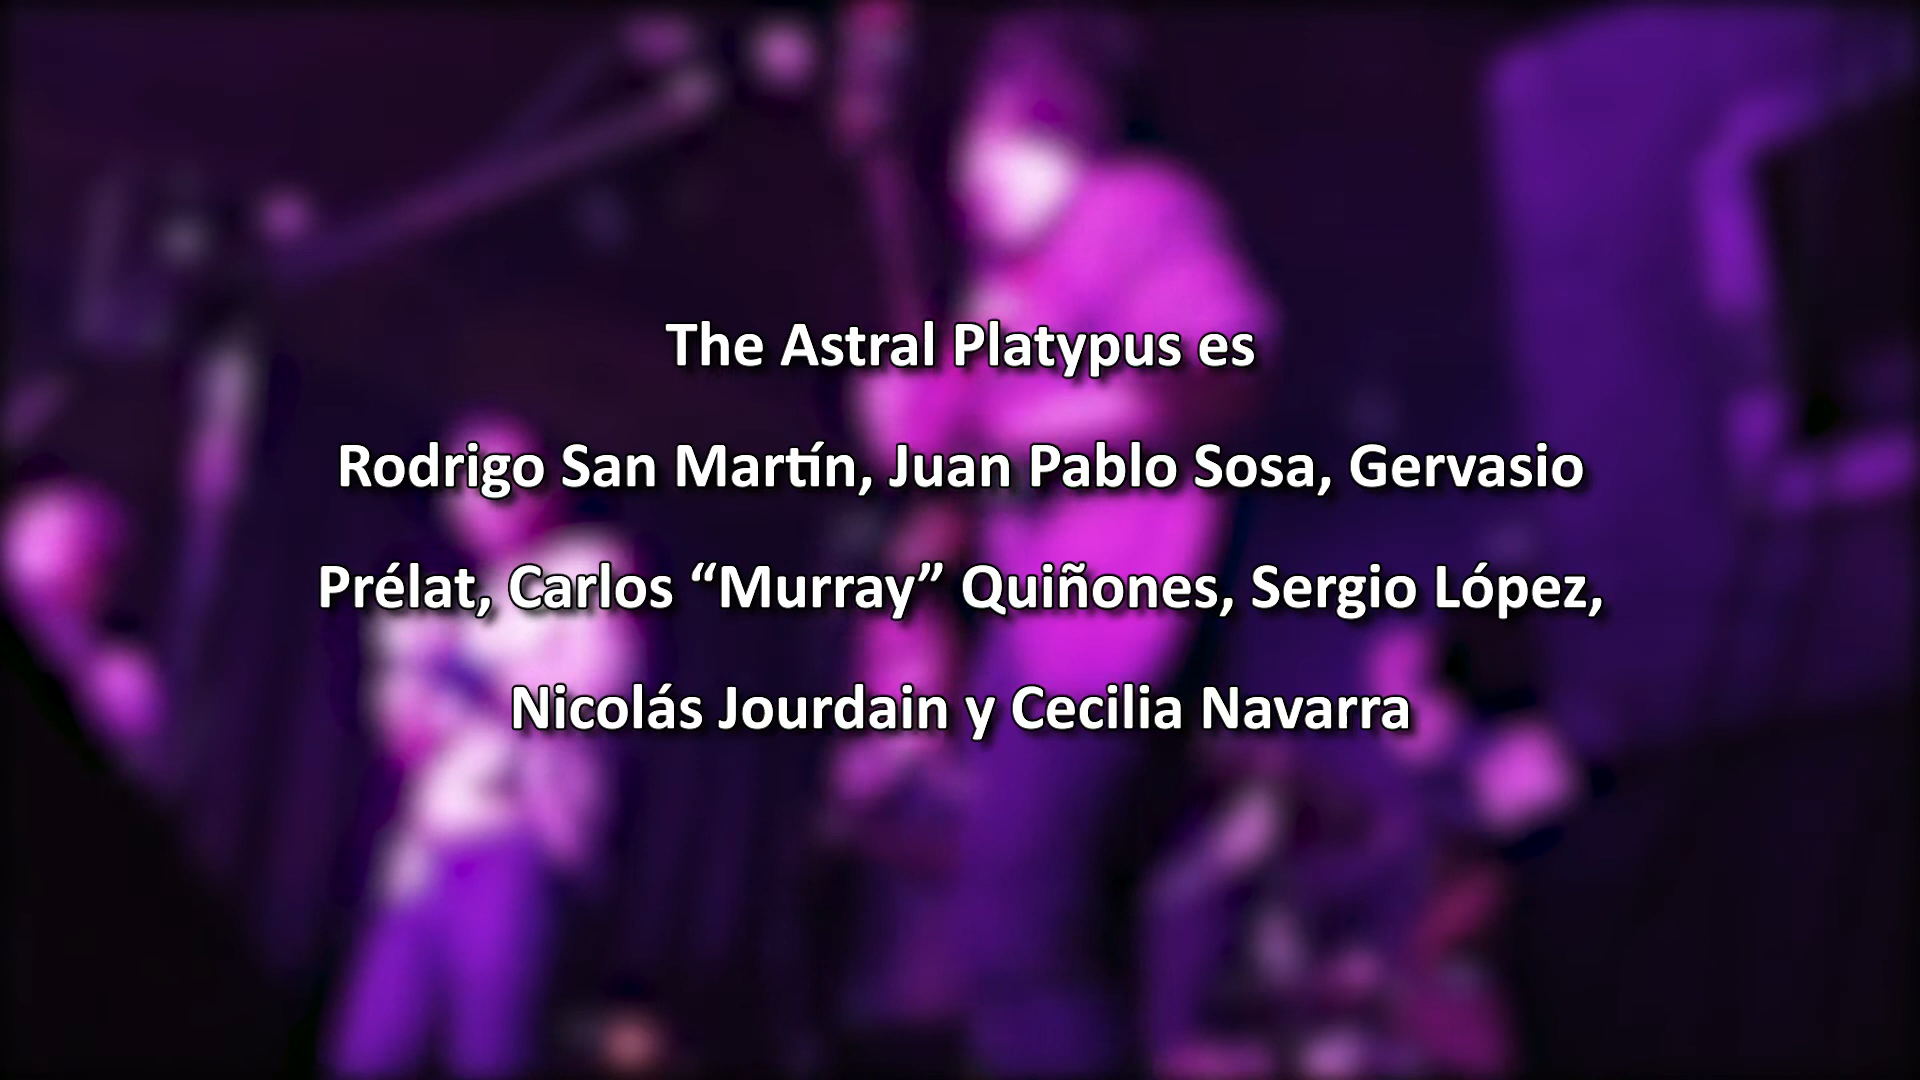 The Astral Platypus es
Rodrigo San Martín, Juan Pablo Sosa, Gervasio
Prélat, Carlos “Murray” Quiñones, Sergio López,
Nicolás Jourdain y Cecilia Navarra